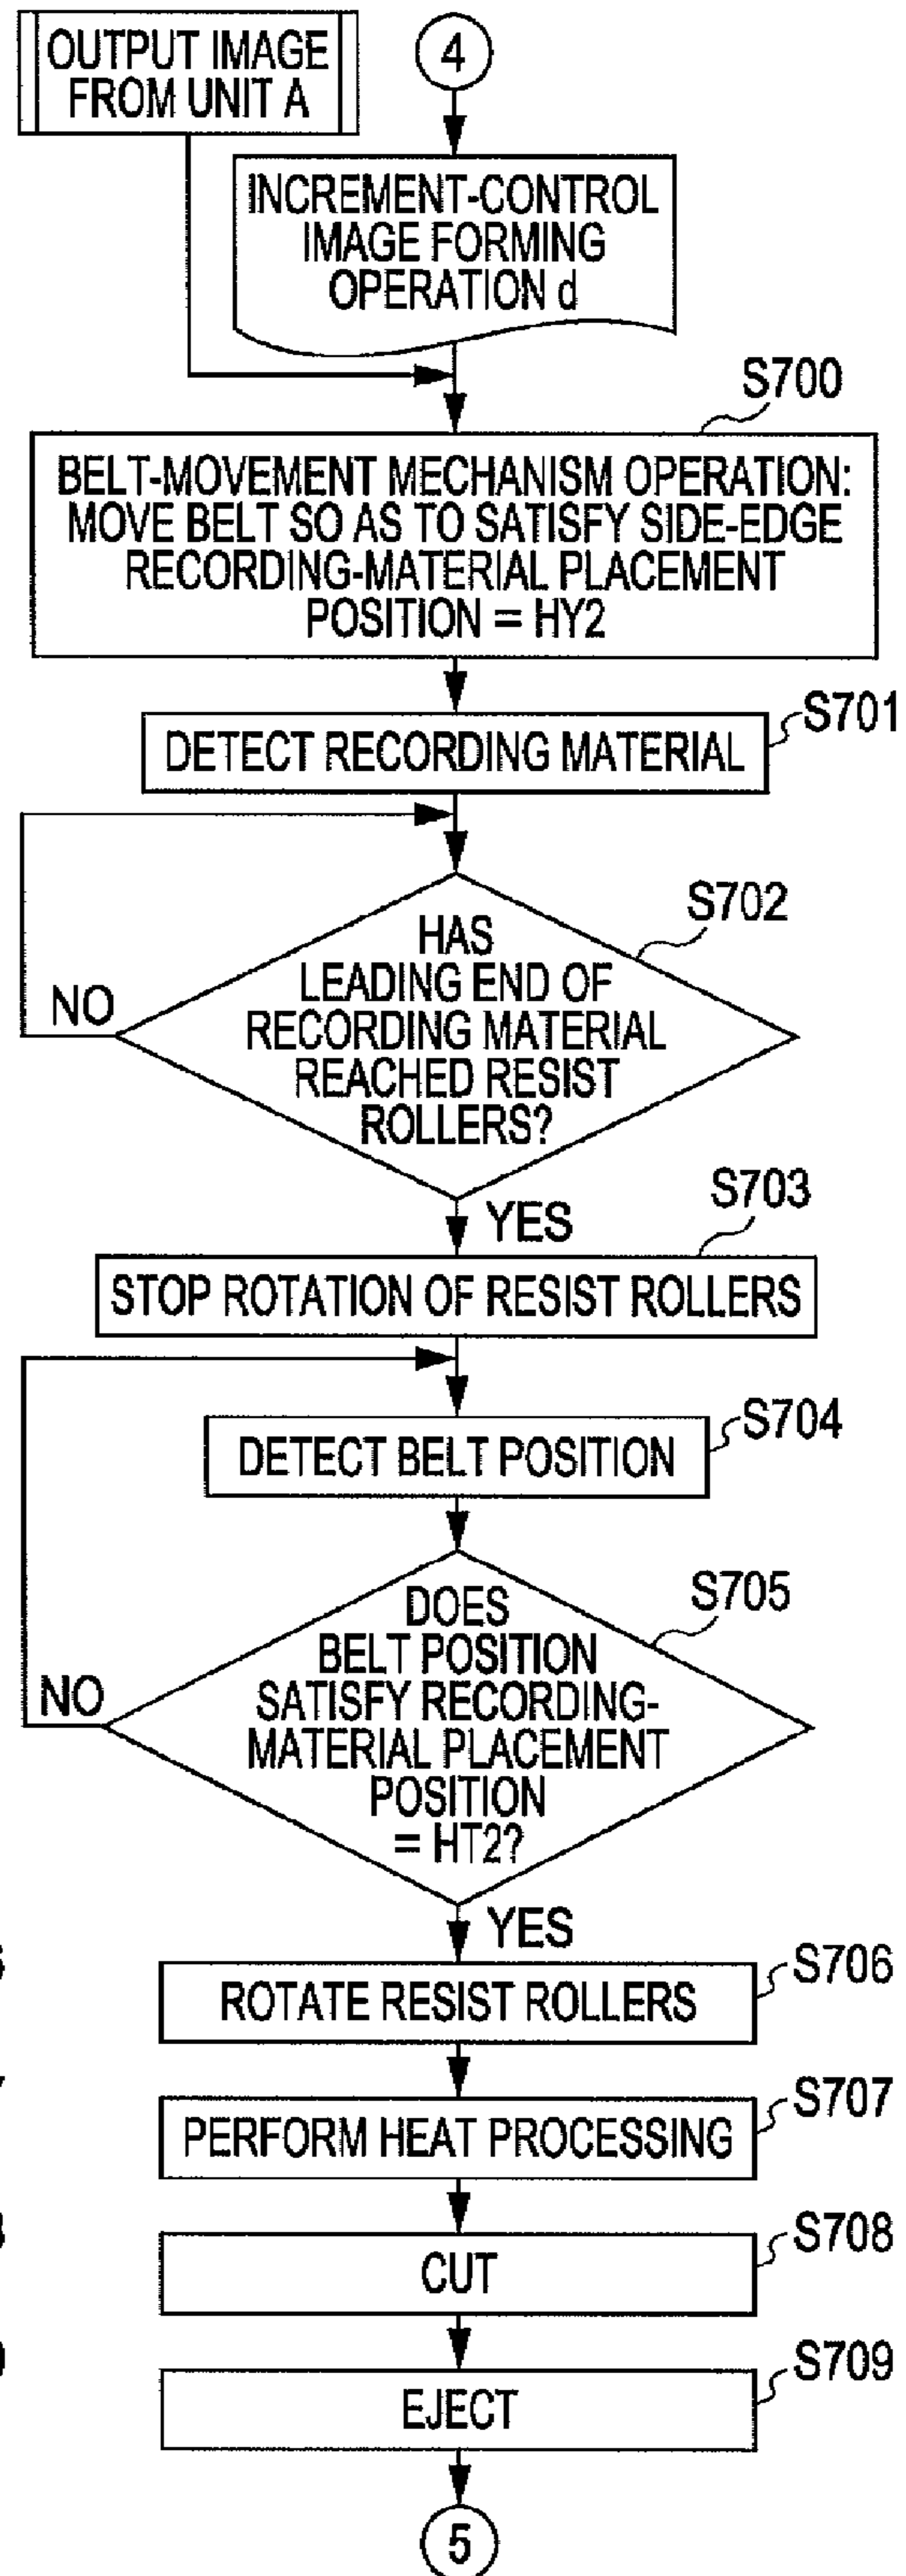 OUTPUT IMAGE
FROM UNIT A
4
INCREMENT-CONTROL
IMAGE FORMING
OPERATION d
S700
BELT-MOVEMENT MECHANISM OPERATION:
MOVE BELT SO AS TO SATISFY SIDE-EDGE
RECORDING-MATERIAL PLACEMENT
POSITION = HY2
S701
DETECT RECORDING MATERIAL
S702
HAS
LEADING END OF
RECORDING MATERIAL
REACHED RESIST
ROLLERS?
NO
YES
S703
STOP ROTATION OF RESIST ROLLERS
S704
DETECT BELT POSITION
S705
DOES
BELT POSITION
SATISFY RECORDING-
MATERIAL PLACEMENT
POSITION
= HT2?
NO
YES
S706
ROTATE RESIST ROLLERS
S707
PERFORM HEAT PROCESSING
S708
CUT
S709
EJECT
5